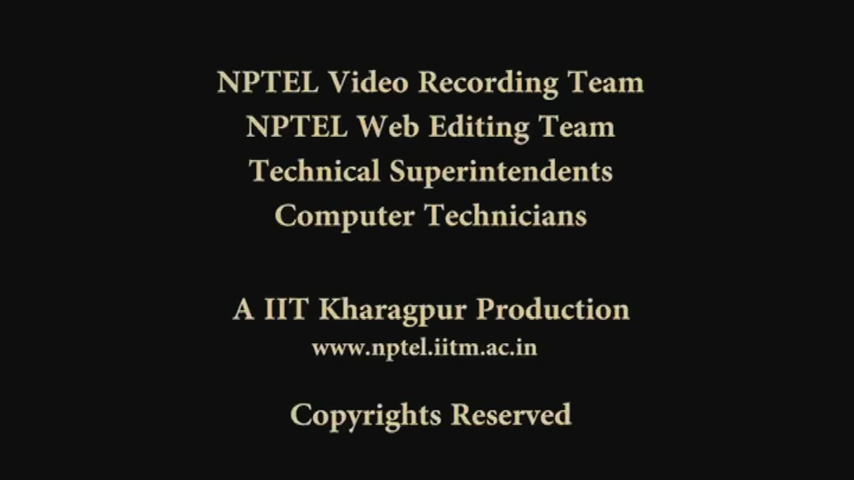 NPTEL Video Recording Team
NPTEL Web Editing Team
Technical Superintendents
Computer Technicians
A IIT Kharagpur Production
www.nptel.iitm.ac.in
Copyrights Reserved